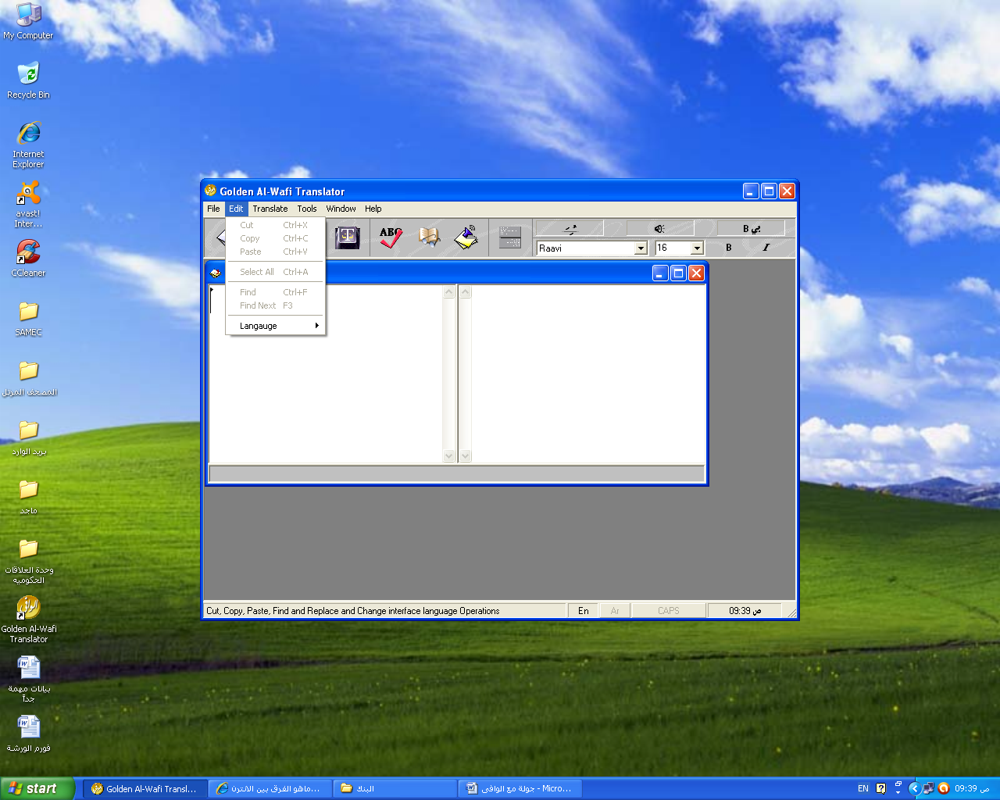 My Computer
Recycle Bin
Internet
Explorer
avast!
Inter...
CCleaner
SAMEC
المصحف المرتل
بريد الوارد
ماجد
وحدة العلاقات
الحكوميه
Golden Al-Wafi
Translator
بيانات مهمة
جداً
فورم الورشة
Golden Al-Wafi Translator
File Edit Translate Tools Window Help
Cut Ctrl+X
Copy Ctrl+C
Paste Ctrl+V
Select All Ctrl+A
Find Ctrl+F
Find Next F3
Langauge
ABC
B بي
Raavi 16 B I
Cut, Copy, Paste, Find and Replace and Change interface language Operations En Ar CAPS 09:39 ص
start
Golden Al-Wafi Transl...
ماهو الفرق بين الانترن...
البنك
جولة مع الوافي - Micro...
EN
09:39 ص